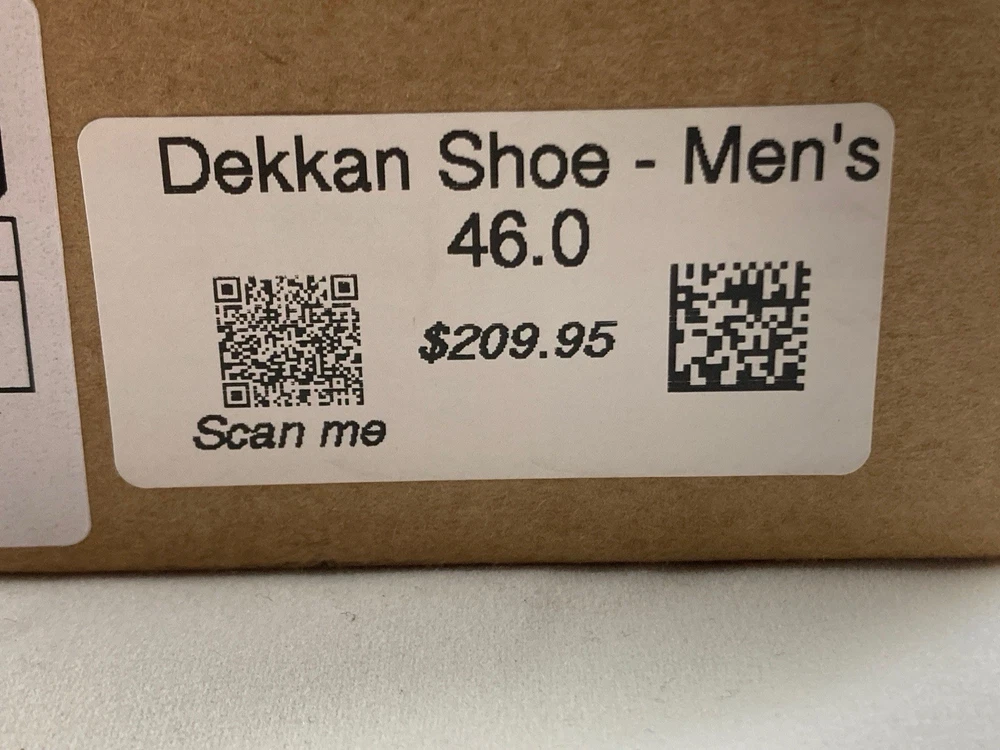 Dekkan Shoe - Men's
46.0
$209.95
Scan me